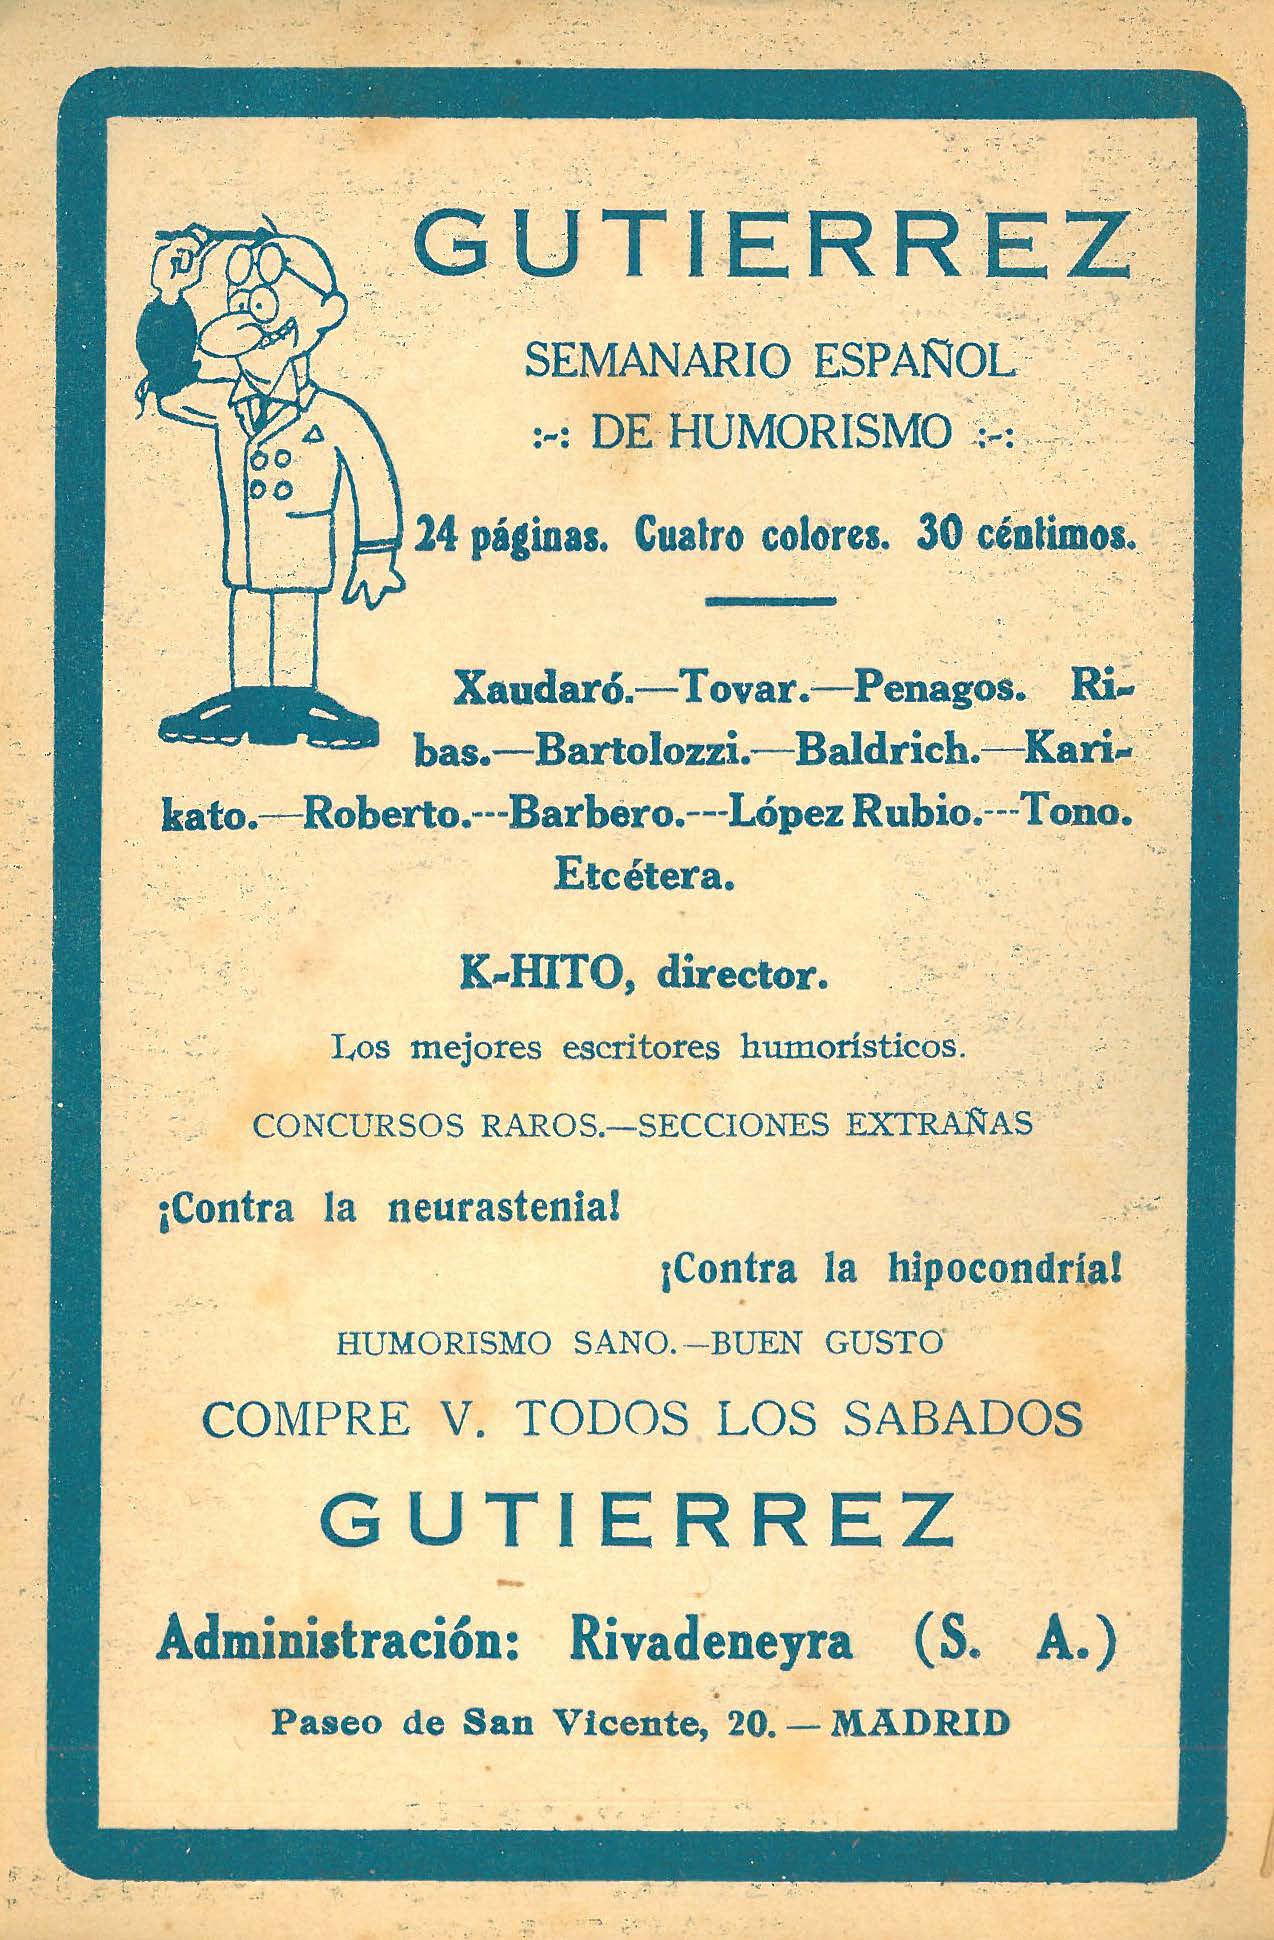 GUTIERREZ
SEMANARIO ESPAÑOL
:-: DE HUMORISMO :-:
24 páginas. Cuatro colores. 30 céntimos.
Xaudaró.—Tovar.—Penagos. Ri-
bas.—Bartolozzi.—Baldrich.—Kari-
kato.—Roberto.---Barbero.---López Rubio.---Tono.
Etcétera.
K-HITO, director.
Los mejores escritores humorísticos.
CONCURSOS RAROS.—SECCIONES EXTRAÑAS
¡Contra la neurastenia!
¡Contra la hipocondría!
HUMORISMO SANO.—BUEN GUSTO
COMPRE V. TODOS LOS SABADOS
GUTIERREZ
Administración: Rivadeneyra (S. A.)
Paseo de San Vicente, 20. — MADRID